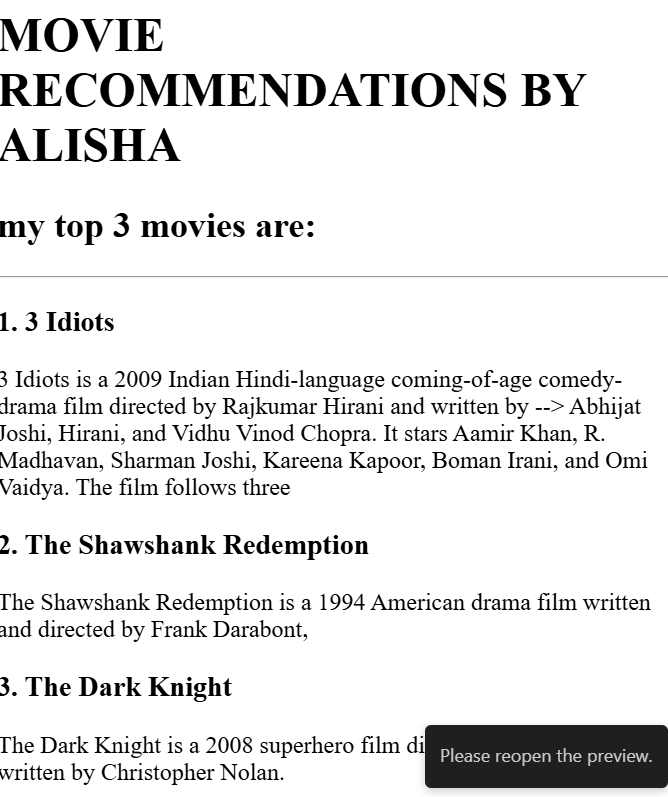 MOVIE
RECOMMENDATIONS BY
ALISHA
my top 3 movies are:
1. 3 Idiots
3 Idiots is a 2009 Indian Hindi-language coming-of-age comedy-
drama film directed by Rajkumar Hirani and written by --> Abhijat
Joshi, Hirani, and Vidhu Vinod Chopra. It stars Aamir Khan, R.
Madhavan, Sharman Joshi, Kareena Kapoor, Boman Irani, and Omi
Vaidya. The film follows three
2. The Shawshank Redemption
The Shawshank Redemption is a 1994 American drama film written
and directed by Frank Darabont,
3. The Dark Knight
The Dark Knight is a 2008 superhero film di
written by Christopher Nolan.
Please reopen the preview.